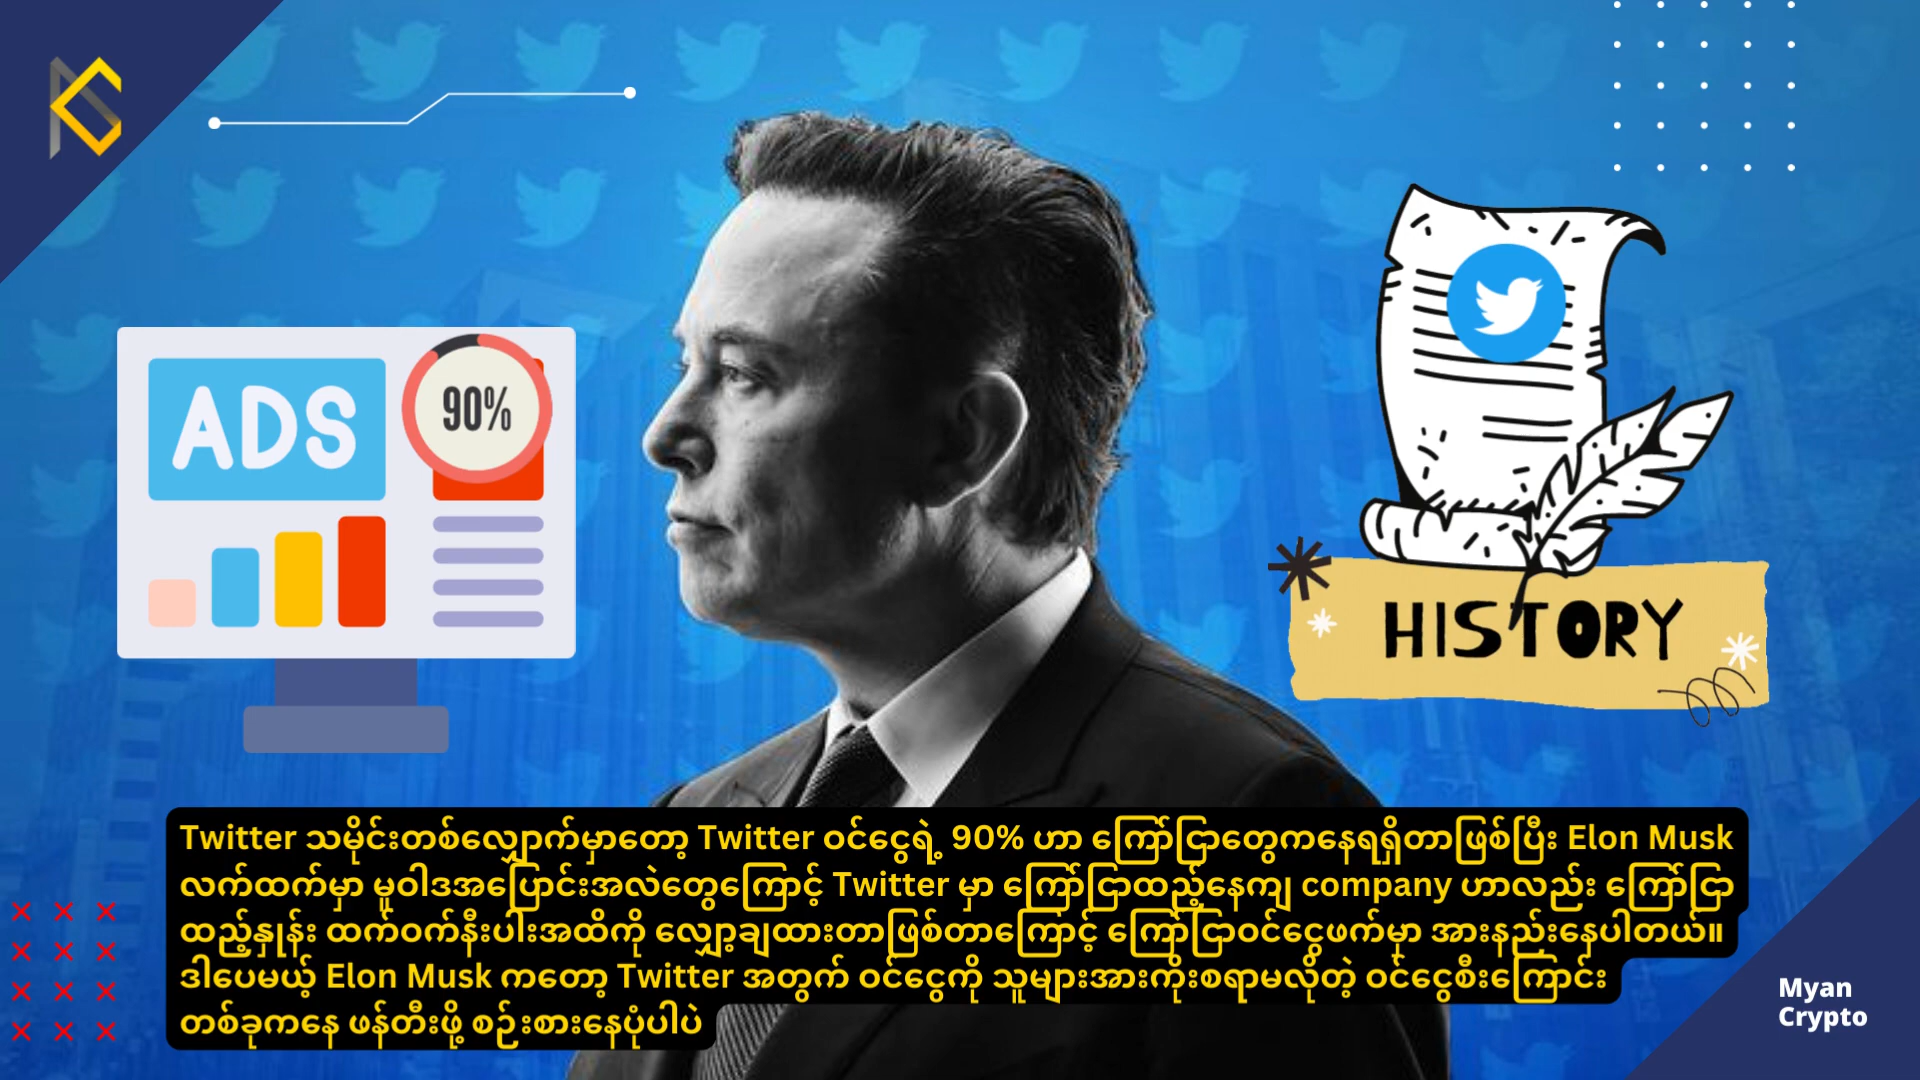 ADS
90%
HISTORY
Twitter သမိုင်းတစ်လျှောက်မှာတော့ Twitter ဝင်ငွေရဲ့ 90% ဟာ ကြော်ငြာတွေကနေရရှိတာဖြစ်ပြီး Elon Musk
လက်ထက်မှာ မူဝါဒအပြောင်းအလဲတွေကြောင့် Twitter မှာ ကြော်ငြာထည့်နေကျ company ဟာလည်း ကြော်ငြာ
ထည့်နှုန်း ထက်ဝက်နီးပါးအထိကို လျှော့ချထားတာဖြစ်တာကြောင့် ကြော်ငြာဝင်ငွေဖက်မှာ အားနည်းနေပါတယ်။
ဒါပေမယ့် Elon Musk ကတော့ Twitter အတွက် ဝင်ငွေကို သူများအားကိုးစရာမလိုတဲ့ ဝင်ငွေစီးကြောင်း
တစ်ခုကနေ ဖန်တီးဖို့ စဉ်းစားနေပုံပါပဲ
Myan
Crypto